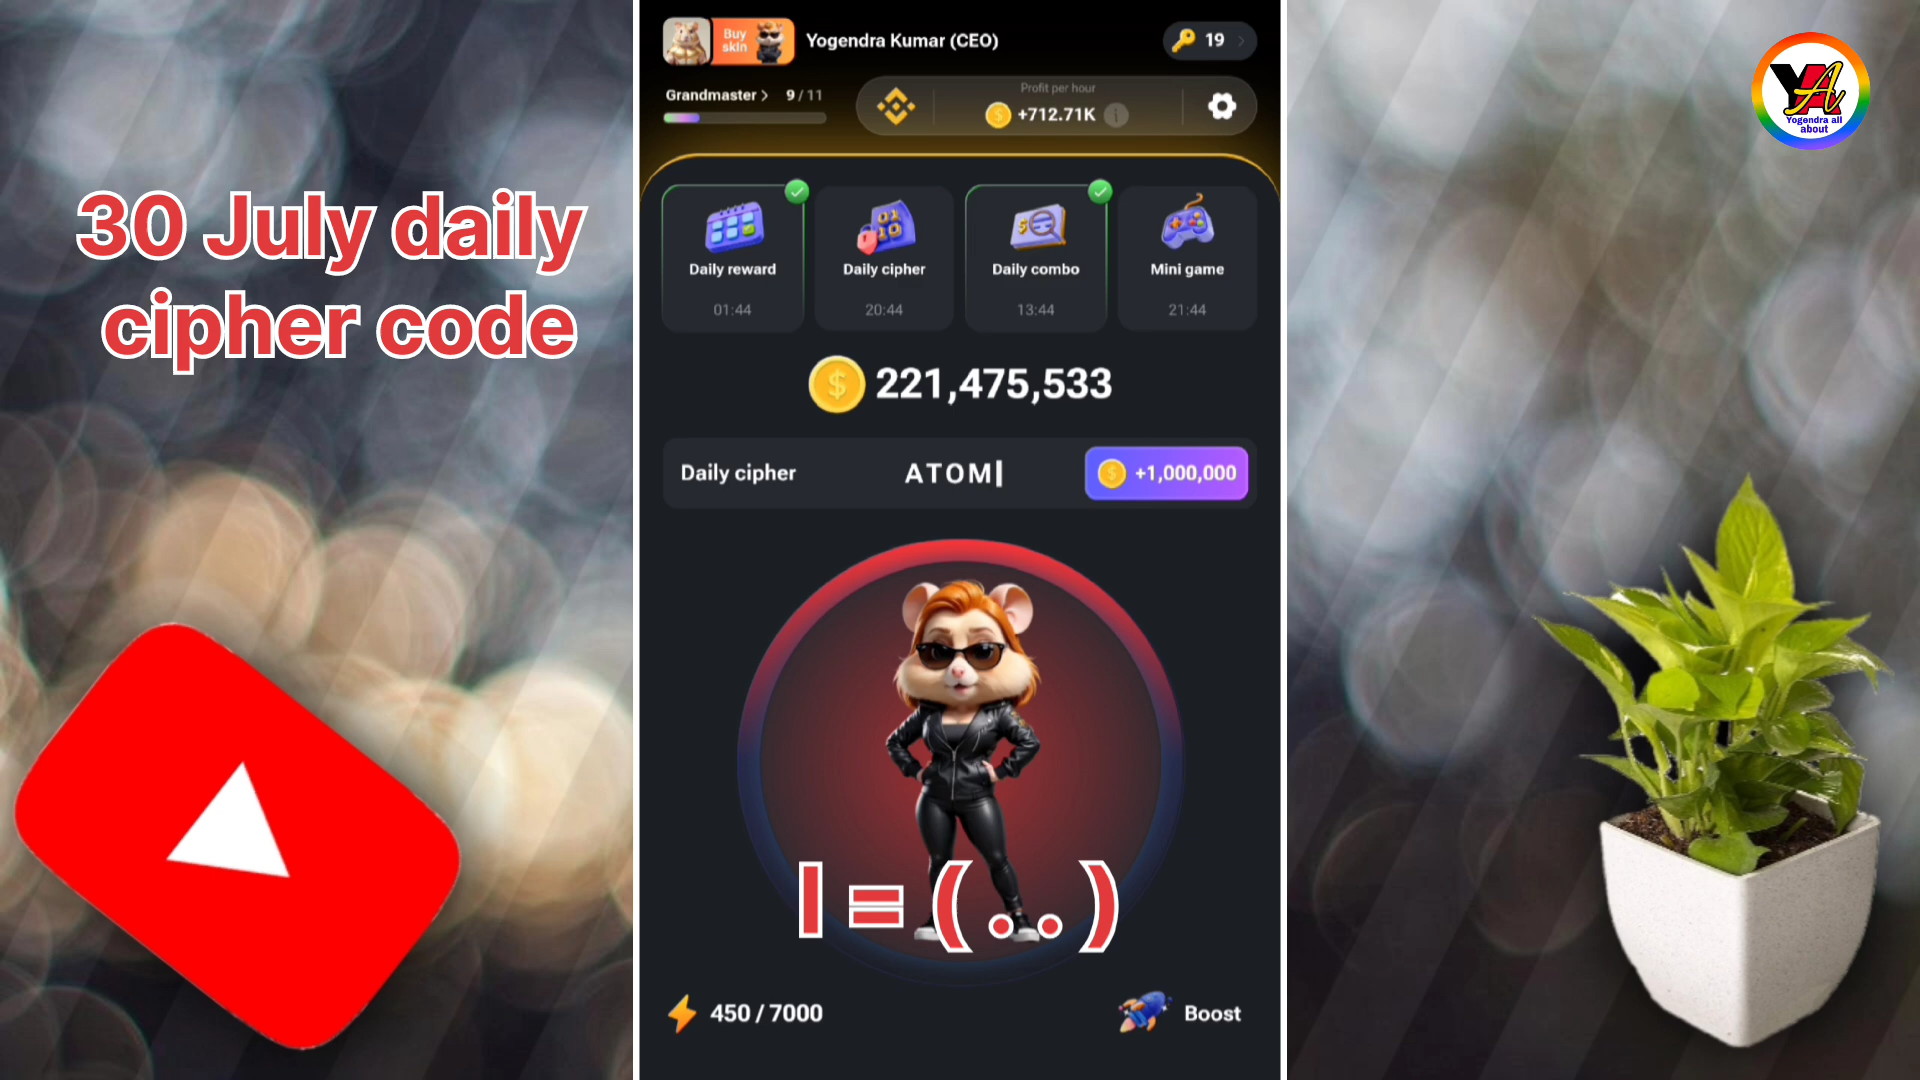 30 July daily
cipher code
Buy
skin
Yogendra Kumar (CEO)
19
Grandmaster > 9 / 11
Profit per hour
+712.71K
Daily reward
01:44
Daily cipher
20:44
Daily combo
13:44
Mini game
21:44
221,475,533
Daily cipher
ATOM|
+1,000,000
I = ( . . )
450 / 7000
Boost
YA
Yogendra all
about